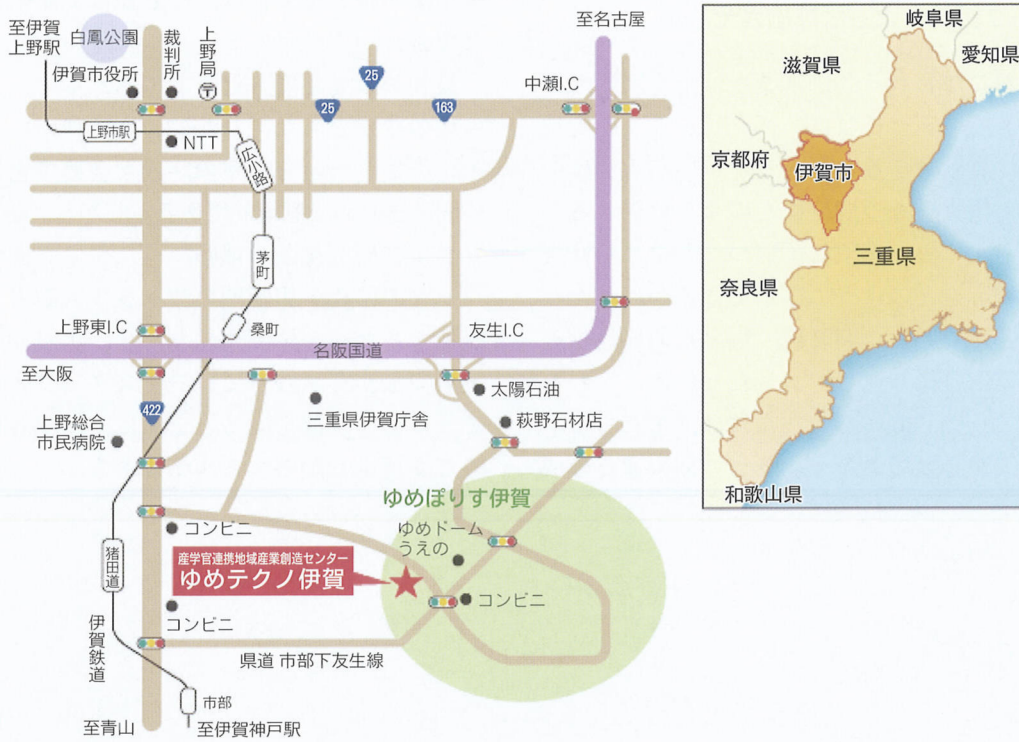 至伊賀
上野駅
白鳳公園
伊賀市役所
裁判所
上野局
〒
25
至名古屋
中瀬I.C
25
163
上野市駅
NTT
広小路
茅町
上野東I.C
桑町
友生I.C
名阪国道
至大阪
422
太陽石油
三重県伊賀庁舎
萩野石材店
上野総合
市民病院
ゆめぽりす伊賀
コンビニ
ゆめドーム
うえの
産学官連携地域産業創造センター
ゆめテクノ伊賀
猪田道
コンビニ
コンビニ
伊賀鉄道
県道 市部下友生線
市部
至青山
至伊賀神戸駅
岐阜県
愛知県
滋賀県
京都府
伊賀市
三重県
奈良県
和歌山県